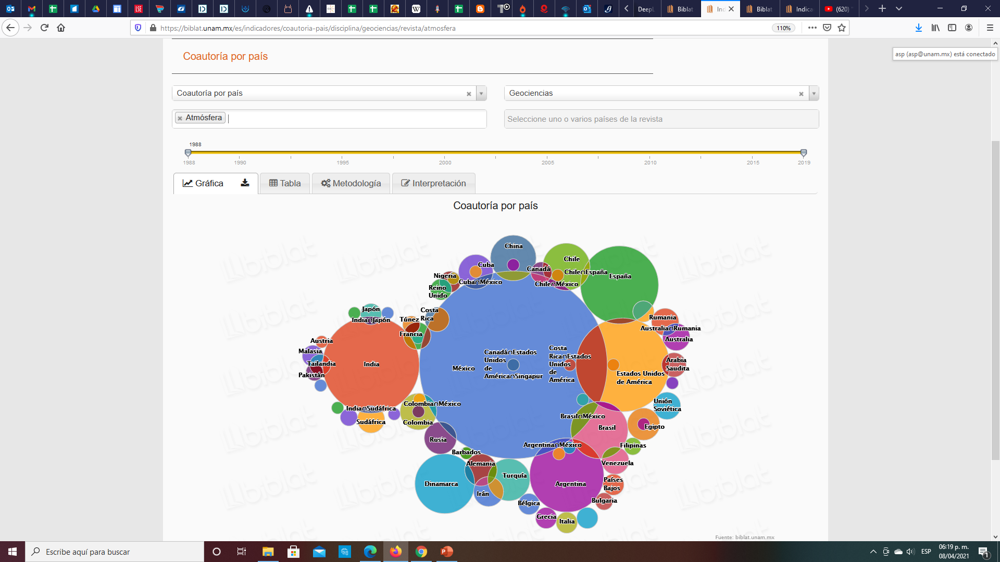 DeepL
Biblat
Indi
Biblat
Indica
(620)
https://biblat.unam.mx/es/indicadores/coautoria-pais/disciplina/geociencias/revista/atmosfera
110%
asp (asp@unam.mx) está conectado
Coautoría por país
Coautoría por país
Geociencias
Atmósfera
Seleccione uno o varios países de la revista
1988
1988
1990
1995
2000
2005
2010
2015
2019
Gráfica
Tabla
Metodología
Interpretación
Coautoría por país
China
Cuba
Cuba∩México
Canadá
Chile
Chile∩España
Chile∩México
España
Nigeria
Reino
Unido
Japón
India∩Japón
Túnez
Costa
Rica
Francia
Rumania
Australia∩Rumania
Australia
Austria
Malasia
Tailandia
Pakistán
India
México
Canadá∩Estados
Unidos
de
América∩Singapur
Costa
Rica∩Estados
Unidos
de
América
Estados Unidos
de América
Arabia
Saudita
Unión
Soviética
India∩Sudáfrica
Sudáfrica
Colombia∩México
Colombia
Brasil∩México
Brasil
Egipto
Rusia
Barbados
Argentina∩México
Filipinas
Alemania
Venezuela
Dinamarca
Turquía
Irán
Argentina
Países
Bajos
Bélgica
Bulgaria
Grecia
Italia
Fuente: biblat.unam.mx
Escribe aquí para buscar
ESP
06:19 p. m.
08/04/2021
1